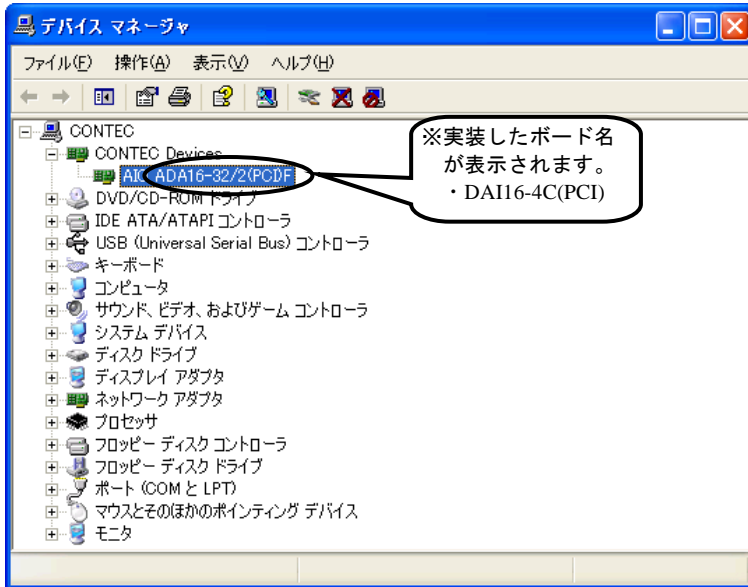 デバイス マネージャ
ファイル(F) 操作(A) 表示(V) ヘルプ(H)
CONTEC
CONTEC Devices
ADA16-32/2(PCI)F
DVD/CD-ROM ドライブ
IDE ATA/ATAPI コントローラ
USB (Universal Serial Bus) コントローラ
キーボード
コンピュータ
サウンド、ビデオ、およびゲーム コントローラ
システム デバイス
ディスク ドライブ
ディスプレイ アダプタ
ネットワーク アダプタ
プロセッサ
フロッピー ディスク コントローラ
フロッピー ディスク ドライブ
ポート (COM と LPT)
マウスとそのほかのポインティング デバイス
モニタ
※実装したボード名
が表示されます。
・DAI16-4C(PCI)